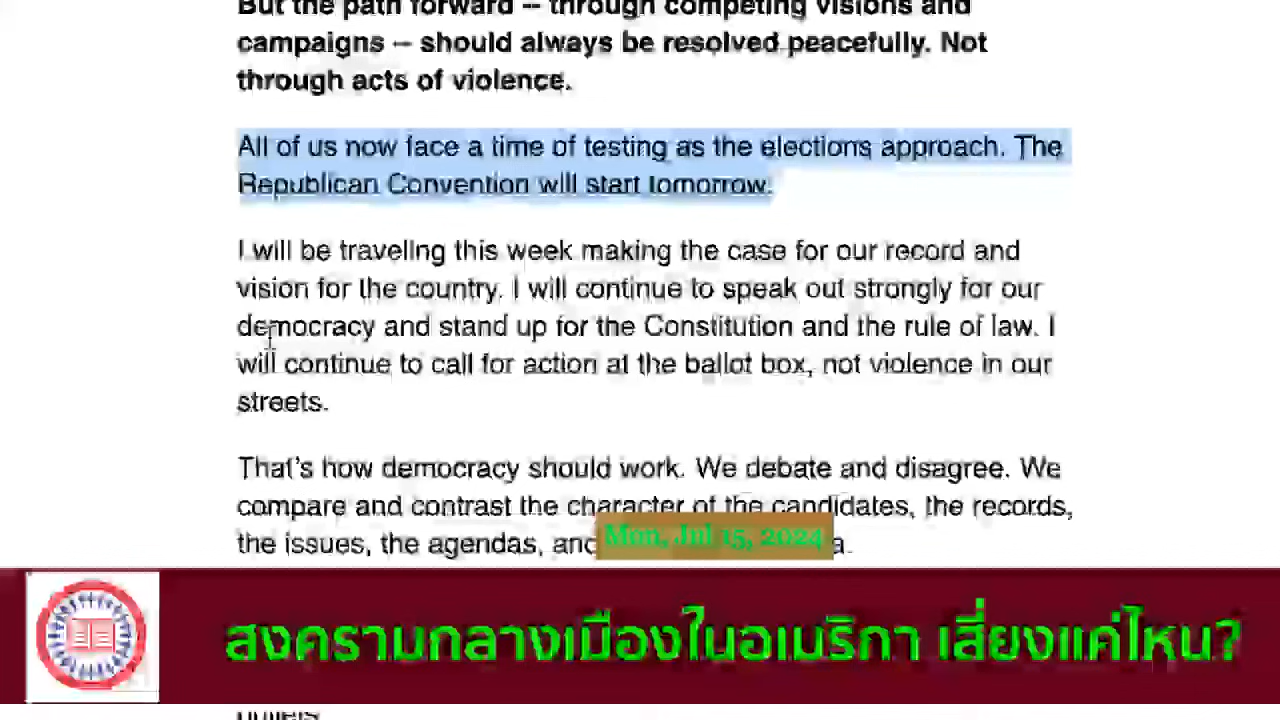 But the path forward -- through competing visions and
campaigns -- should always be resolved peacefully. Not
through acts of violence.
All of us now face a time of testing as the elections approach. The
Republican Convention will start tomorrow.
I will be traveling this week making the case for our record and
vision for the country. I will continue to speak out strongly for our
democracy and stand up for the Constitution and the rule of law. I
will continue to call for action at the ballot box, not violence in our
streets.
That's how democracy should work. We debate and disagree. We
compare and contrast the character of the candidates, the records,
the issues, the agendas, and
Mon, Jul 15, 2024
สงครามกลางเมืองในอเมริกา เสี่ยงแค่ไหน?